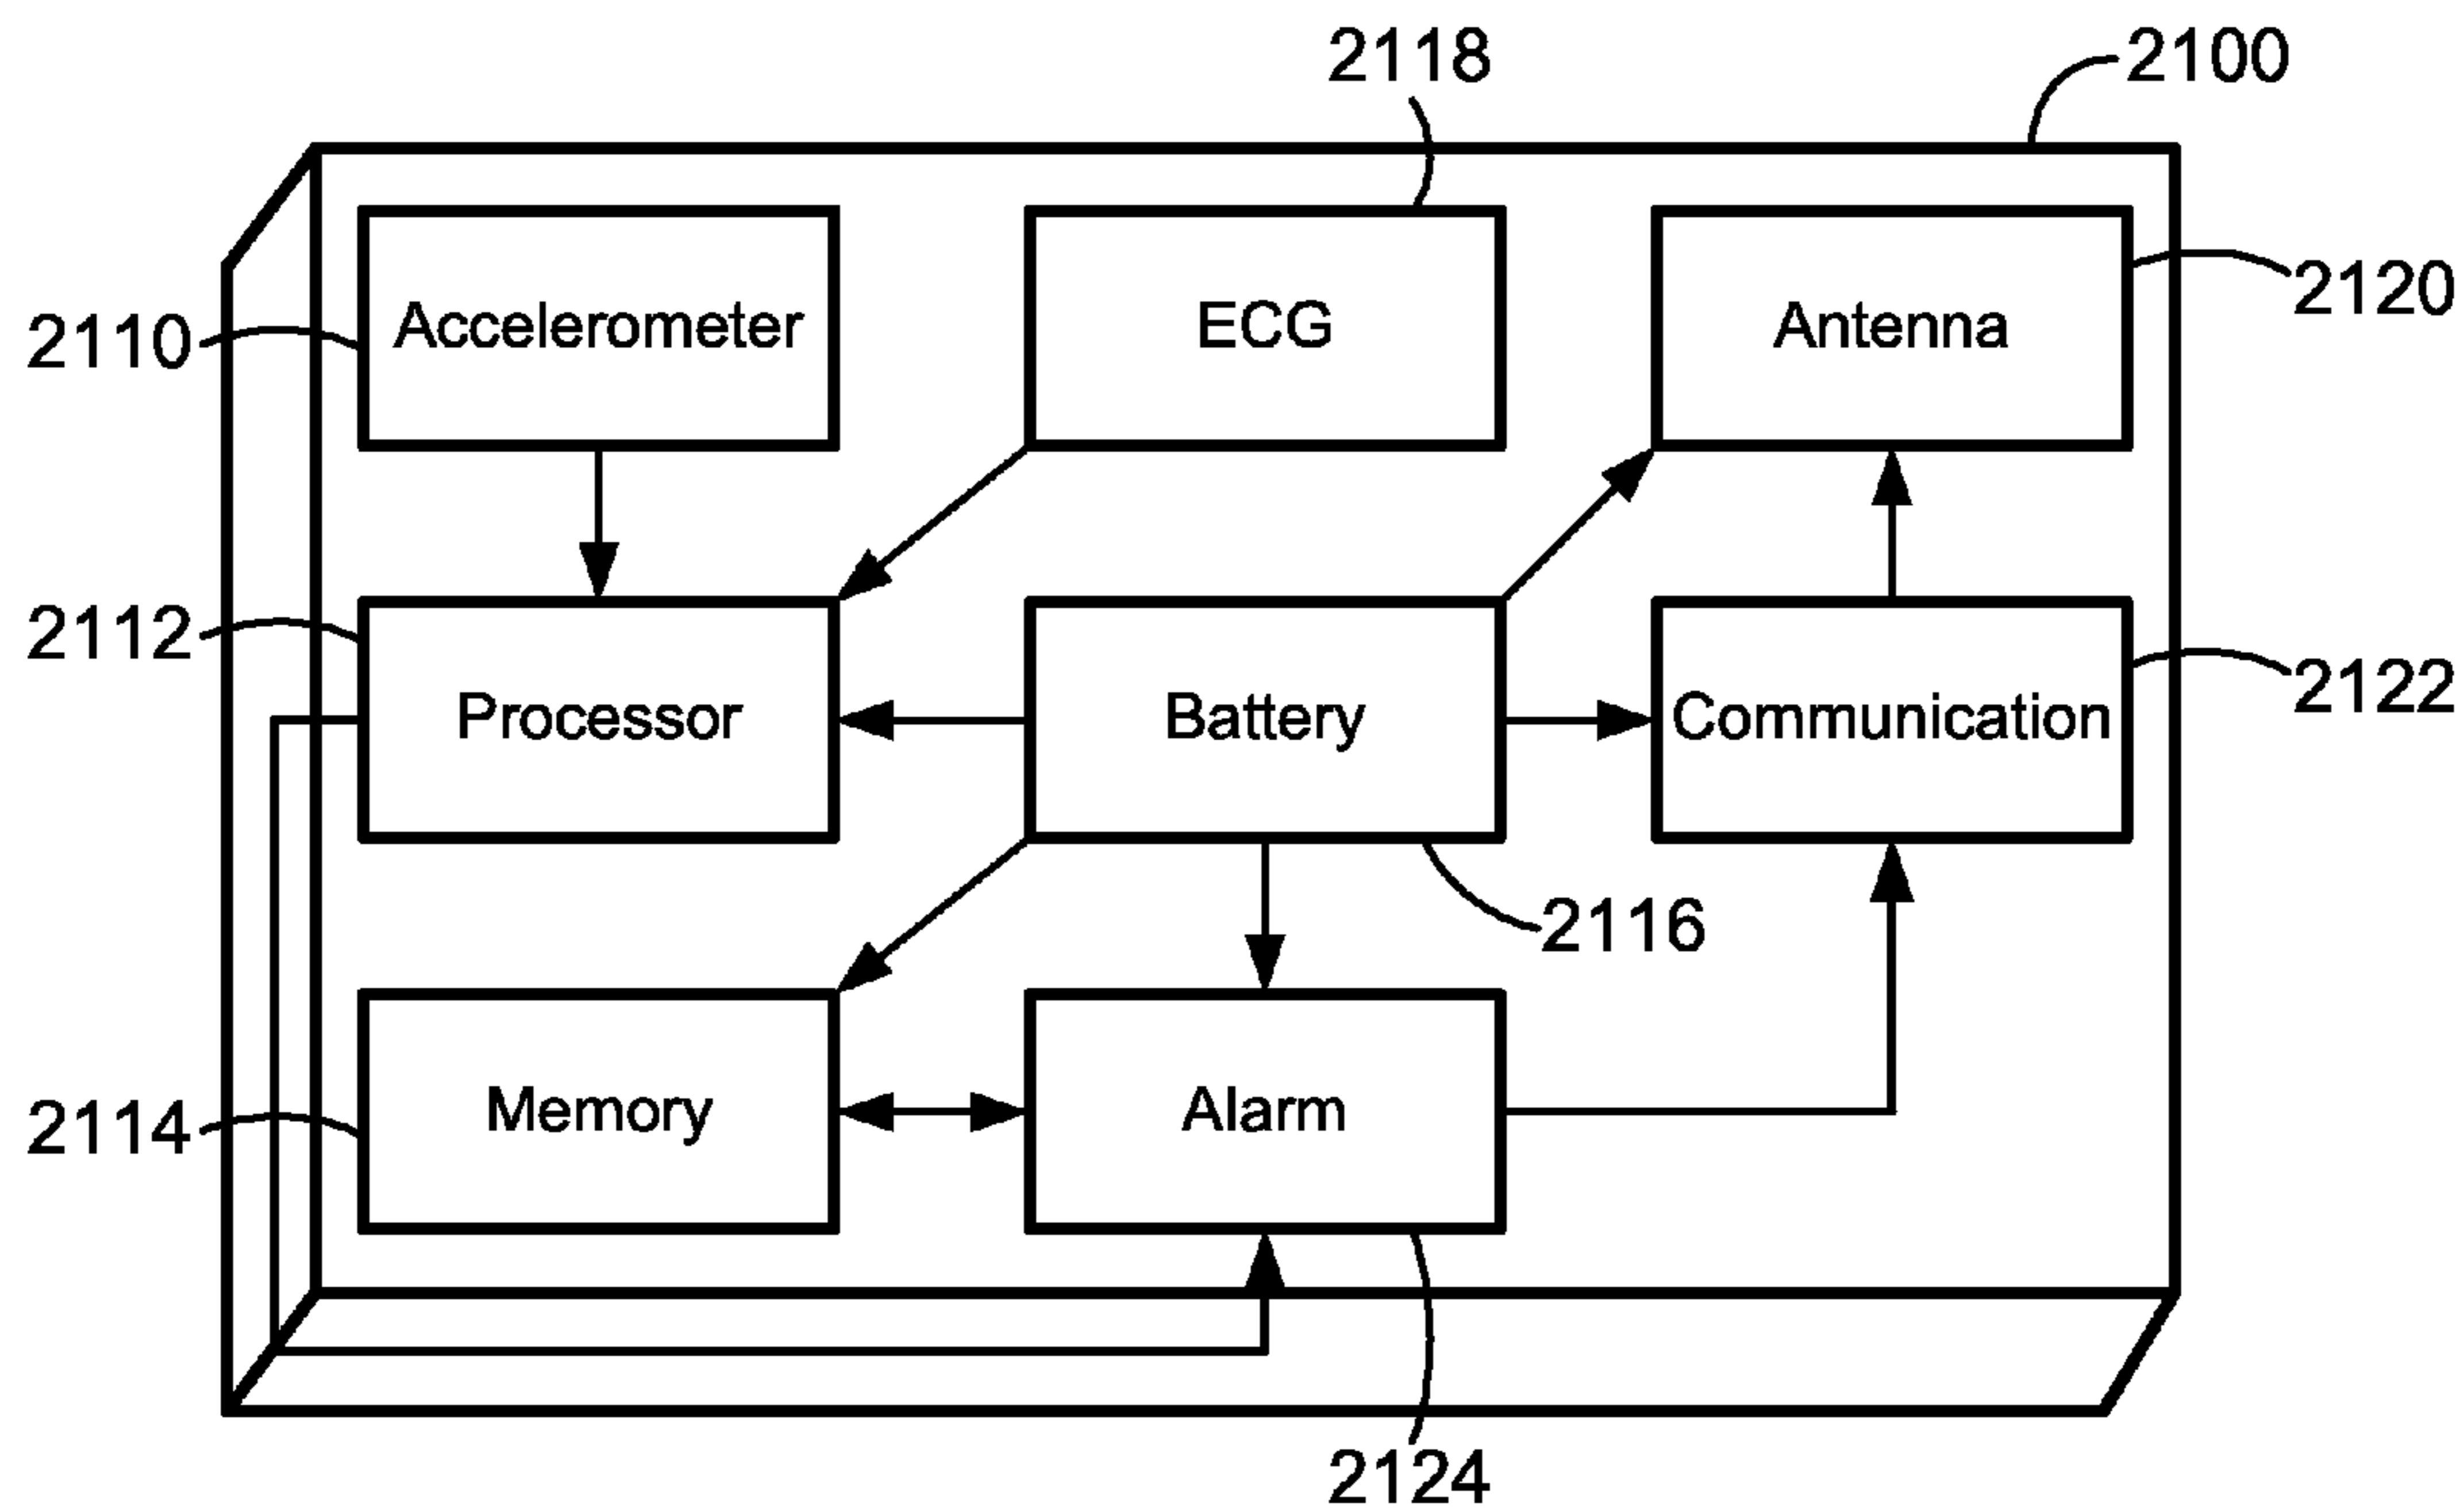 2118
2100
Accelerometer
ECG
Antenna
2120
2110
2112
Processor
Battery
Communication
2122
2116
Memory
Alarm
2114
2124